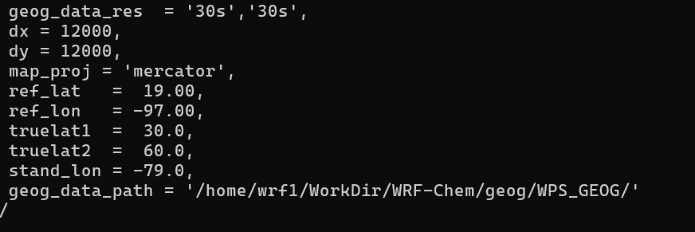 geog_data_res  = '30s','30s',
dx = 12000,
dy = 12000,
map_proj = 'mercator',
ref_lat   =  19.00,
ref_lon   = -97.00,
truelat1  =  30.0,
truelat2  =  60.0,
stand_lon = -79.0,
geog_data_path = '/home/wrf1/WorkDir/WRF-Chem/geog/WPS_GEOG/'
/